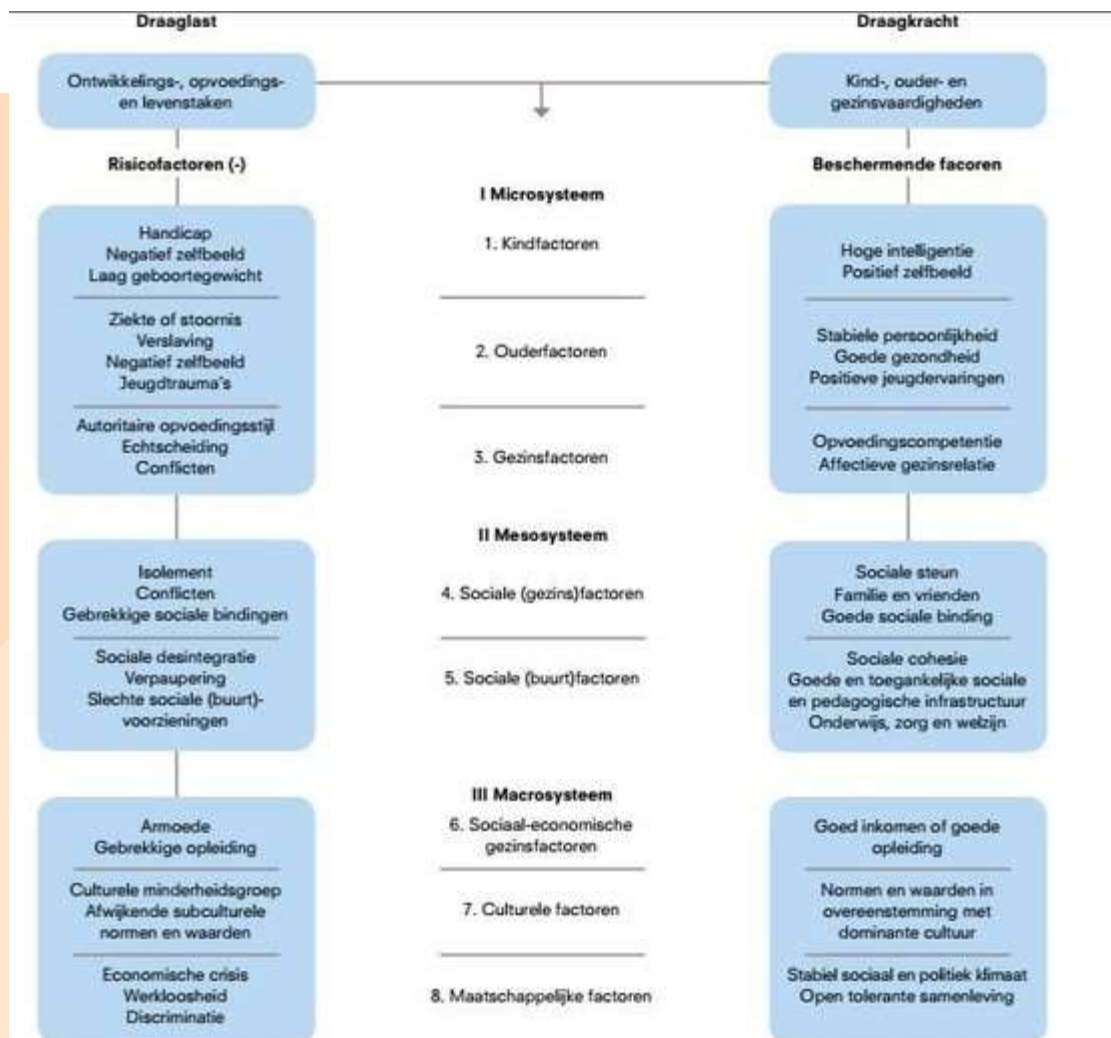 Draaglast
Draagkracht
Ontwikkelings-, opvoedings-
en levenstaken
Kind-, ouder- en
gezinsvaardigheden
Risicofactoren (-)
Beschermende facoren
I Microsysteem
Handicap
Negatief zelfbeeld
Laag geboortegewicht
1. Kindfactoren
Hoge intelligentie
Positief zelfbeeld
Ziekte of stoornis
Verslaving
Negatief zelfbeeld
Jeugdtrauma's
2. Ouderfactoren
Stabiele persoonlijkheid
Goede gezondheid
Positieve jeugdervaringen
Autoritaire opvoedingsstijl
Echtscheiding
Conflicten
3. Gezinsfactoren
Opvoedingscompetentie
Affectieve gezinsrelatie
II Mesosysteem
Isolement
Conflicten
Gebrekkige sociale bindingen
4. Sociale (gezins)factoren
Sociale steun
Familie en vrienden
Goede sociale binding
Sociale desintegratie
Verpaupering
Slechte sociale (buurt)-
voorzieningen
5. Sociale (buurt)factoren
Sociale cohesie
Goede en toegankelijke sociale
en pedagogische infrastructuur
Onderwijs, zorg en welzijn
III Macrosysteem
Armoede
Gebrekkige opleiding
6. Sociaal-economische
gezinsfactoren
Goed inkomen of goede
opleiding
Culturele minderheidsgroep
Afwijkende subculturele
normen en waarden
7. Culturele factoren
Normen en waarden in
overeenstemming met
dominante cultuur
Economische crisis
Werkloosheid
Discriminatie
8. Maatschappelijke factoren
Stabiel sociaal en politiek klimaat
Open tolerante samenleving